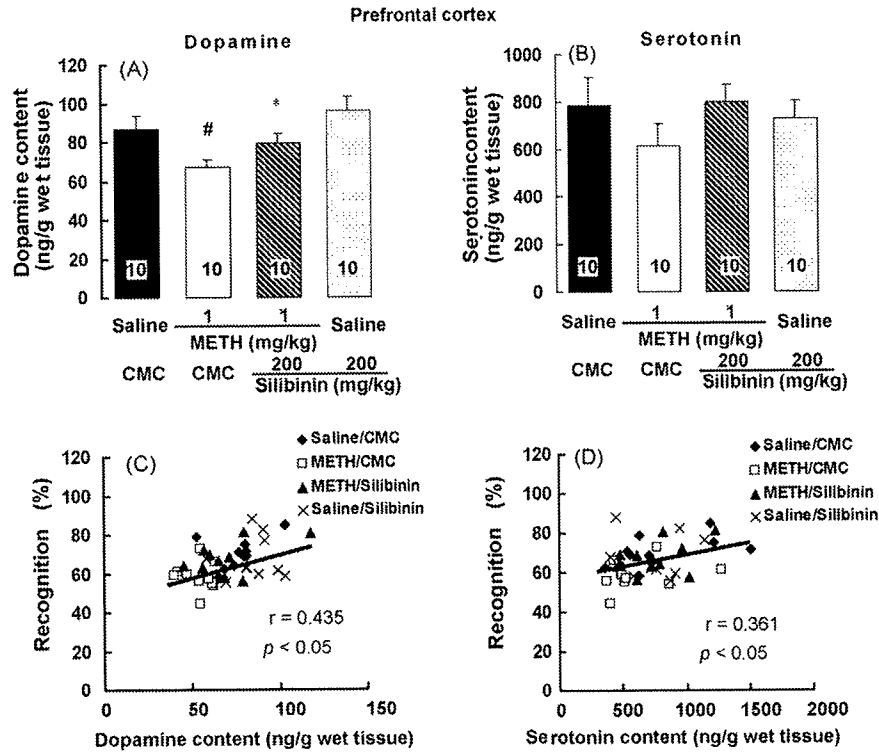 Prefrontal cortex
Dopamine
Serotonin
(A)
Dopamine content
(ng/g wet tissue)
120
100
80
60
40
20
0
#
*
10
10
10
10
Saline
1
1
Saline
METH (mg/kg)
CMC
CMC
200
200
Silibinin (mg/kg)
(B)
Serotonincontent
(ng/g wet tissue)
1000
800
600
400
200
0
10
10
10
10
Saline
1
1
Saline
METH (mg/kg)
CMC
CMC
200
200
Silibinin (mg/kg)
(C)
Saline/CMC
METH/CMC
METH/Silibinin
Saline/Silibinin
Recognition (%)
120
100
80
60
40
20
0
r = 0.435
p < 0.05
0
50
100
150
Dopamine content (ng/g wet tissue)
(D)
Saline/CMC
METH/CMC
METH/Silibinin
Saline/Silibinin
Recognition (%)
120
100
80
60
40
20
0
r = 0.361
p < 0.05
0
500
1000
1500
2000
Serotonin content (ng/g wet tissue)